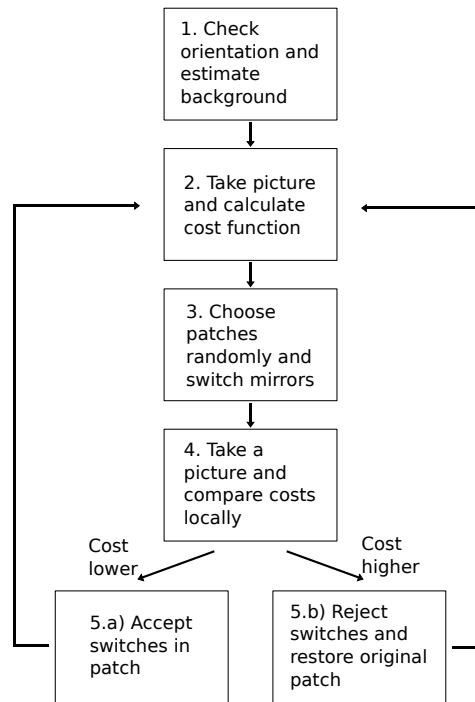 1. Check
orientation and
estimate
background
2. Take picture
and calculate
cost function
3. Choose
patches
randomly and
switch mirrors
4. Take a
picture and
compare costs
locally
Cost
lower
Cost
higher
5.a) Accept
switches in
patch
5.b) Reject
switches and
restore original
patch